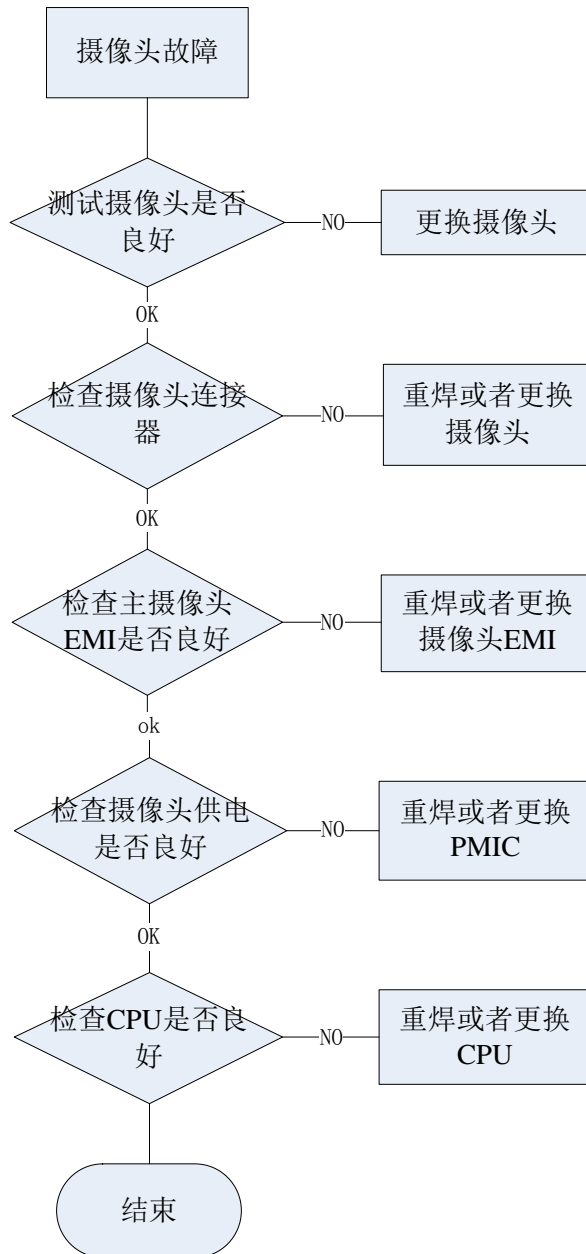 摄像头故障
测试摄像头是否
良好
NO
更换摄像头
OK
检查摄像头连接
器
NO
重焊或者更换
摄像头
OK
检查主摄像头
EMI是否良好
NO
重焊或者更换
摄像头EMI
ok
检查摄像头供电
是否良好
NO
重焊或者更换
PMIC
OK
检查CPU是否良
好
NO
重焊或者更换
CPU
结束